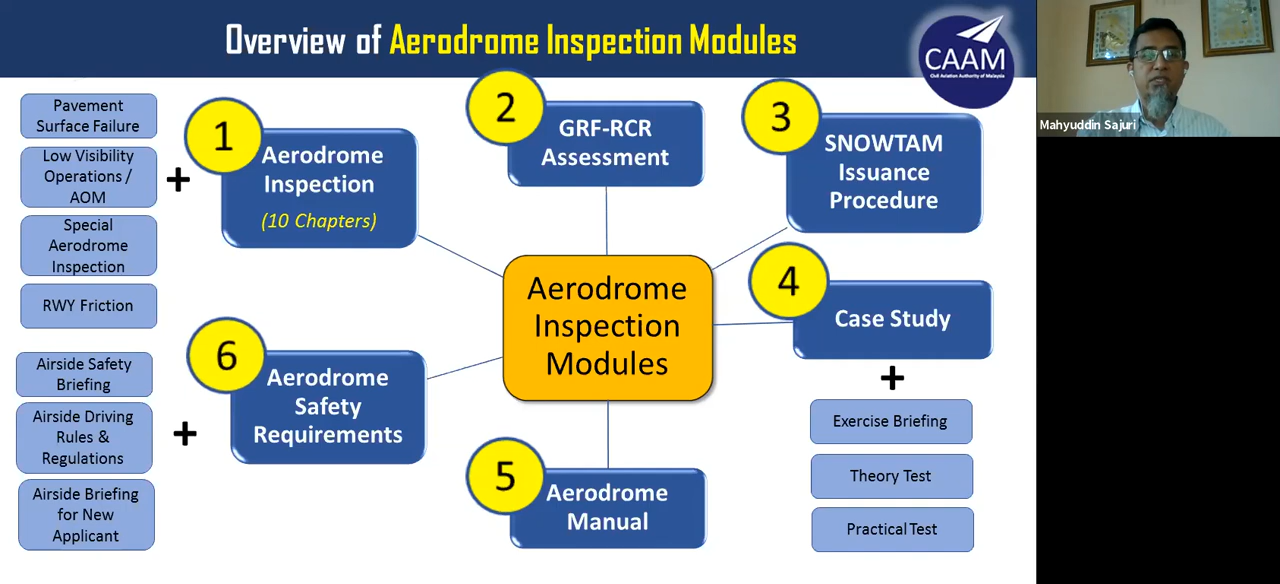 Overview of Aerodrome Inspection Modules
CAAM
Civil Aviation Authority of Malaysia
Mahyuddin Sajuri
Pavement
Surface Failure
Low Visibility
Operations /
AOM
Special
Aerodrome
Inspection
RWY Friction
+
1
Aerodrome
Inspection
(10 Chapters)
2
GRF-RCR
Assessment
3
SNOWTAM
Issuance
Procedure
Aerodrome
Inspection
Modules
4
Case Study
+
Exercise Briefing
Theory Test
Practical Test
5
Aerodrome
Manual
6
Aerodrome
Safety
Requirements
+
Airside Safety
Briefing
Airside Driving
Rules &
Regulations
Airside Briefing
for New
Applicant